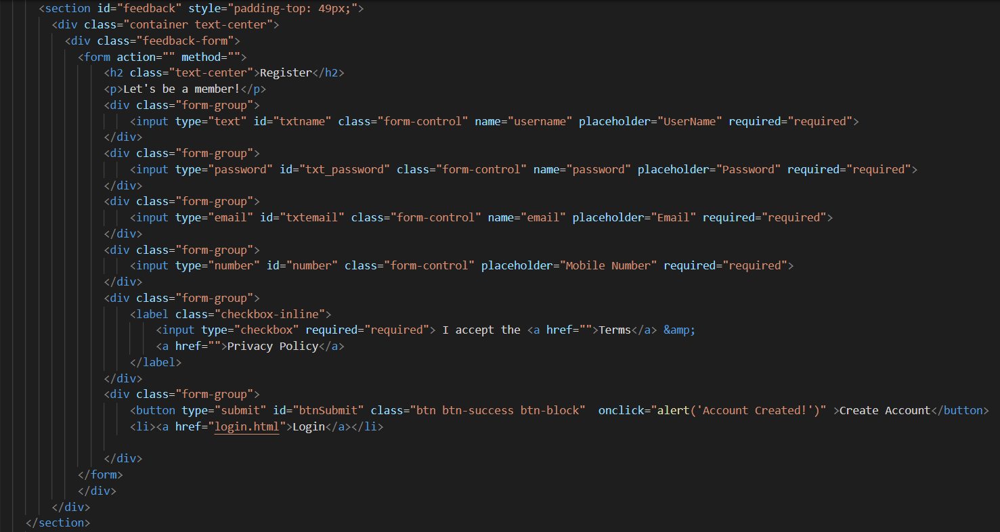 <section id="feedback" style="padding-top: 49px;">
<div class="container text-center">
<div class="feedback-form">
<form action="" method="">
<h2 class="text-center">Register</h2>
<p>Let's be a member!</p>
<div class="form-group">
<input type="text" id="txtname" class="form-control" name="username" placeholder="UserName" required="required">
</div>
<div class="form-group">
<input type="password" id="txt_password" class="form-control" name="password" placeholder="Password" required="required">
</div>
<div class="form-group">
<input type="email" id="txtemail" class="form-control" name="email" placeholder="Email" required="required">
</div>
<div class="form-group">
<input type="number" id="number" class="form-control" placeholder="Mobile Number" required="required">
</div>
<div class="form-group">
<label class="checkbox-inline">
<input type="checkbox" required="required"> I accept the <a href="">Terms</a> &amp;
<a href="">Privacy Policy</a>
</label>
</div>
<div class="form-group">
<button type="submit" id="btnSubmit" class="btn btn-success btn-block"  onclick="alert('Account Created!')" >Create Account</button>
<li><a href="login.html">Login</a></li>
</div>
</form>
</div>
</div>
</section>